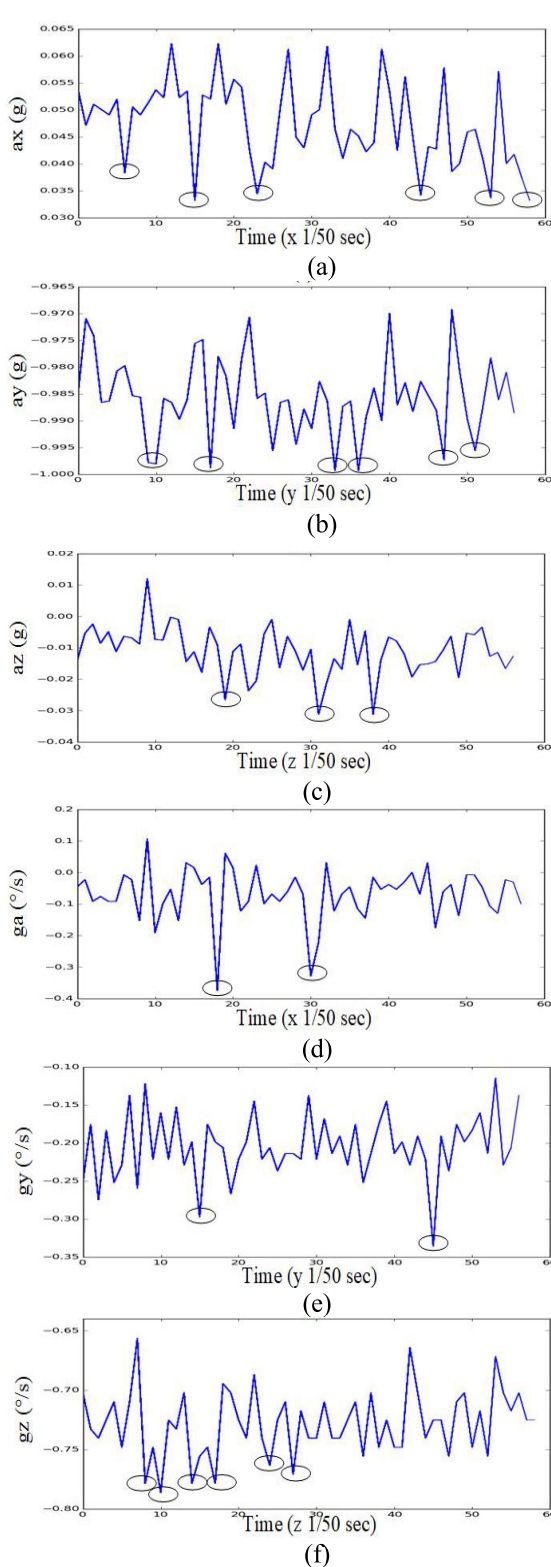 0.065
0.060
0.055
0.050
0.045
0.040
0.035
0.030
ax (g)
0 10 20 30 40 50 60
Time (x 1/50 sec)
(a)
−0.965
−0.970
−0.975
−0.980
−0.985
−0.990
−0.995
−1.000
ay (g)
0 10 20 30 40 50 60
Time (y 1/50 sec)
(b)
0.02
0.01
0.00
−0.01
−0.02
−0.03
−0.04
az (g)
0 10 20 30 40 50 60
Time (z 1/50 sec)
(c)
0.2
0.1
0.0
−0.1
−0.2
−0.3
−0.4
ga (°/s)
0 10 20 30 40 50 60
Time (x 1/50 sec)
(d)
−0.10
−0.15
−0.20
−0.25
−0.30
−0.35
gy (°/s)
0 10 20 30 40 50 60
Time (y 1/50 sec)
(e)
−0.65
−0.70
−0.75
−0.80
gz (°/s)
0 10 20 30 40 50 60
Time (z 1/50 sec)
(f)